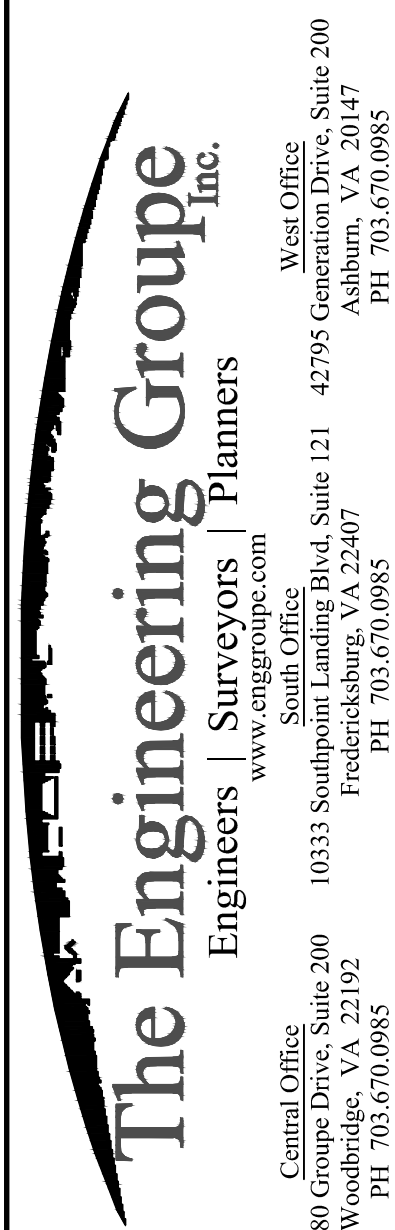 The Engineering Groupe
Inc.
Engineers | Surveyors | Planners
www.enggroupe.com
Central Office
80 Groupe Drive, Suite 200
Woodbridge, VA 22192
PH 703.670.0985
South Office
10333 Southpoint Landing Blvd, Suite 121
Fredericksburg, VA 22407
PH 703.670.0985
West Office
42795 Generation Drive, Suite 200
Ashburn, VA 20147
PH 703.670.0985